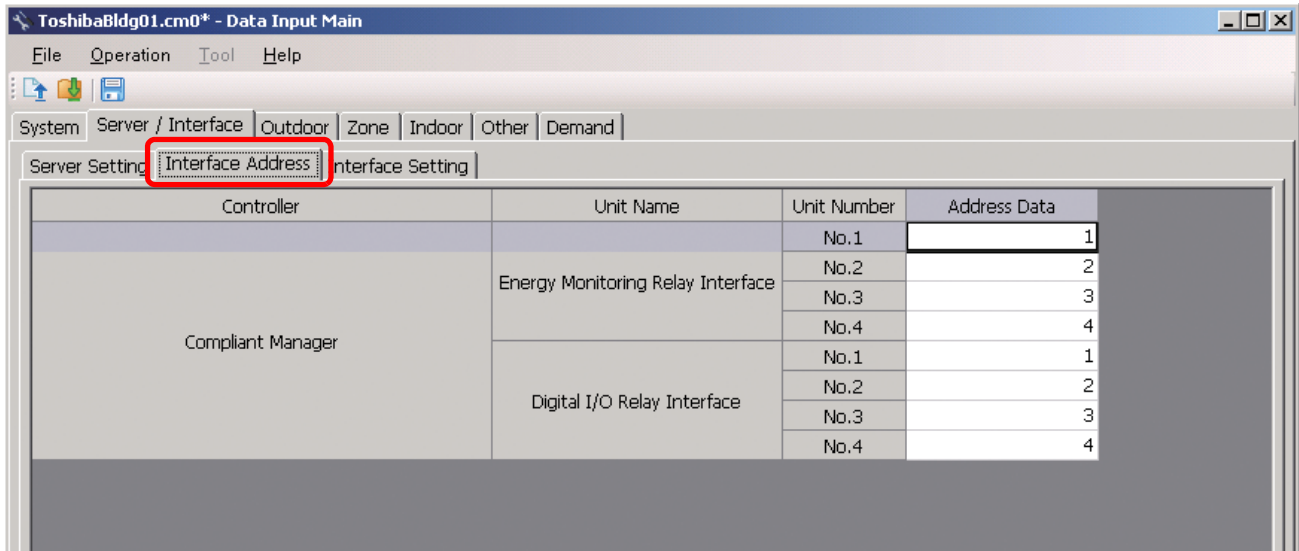 ToshibaBldg01.cm0* - Data Input Main
File Operation Tool Help
System Server / Interface Outdoor Zone Indoor Other Demand
Server Setting Interface Address Interface Setting
Controller Unit Name Unit Number Address Data
No.1 1
No.2 2
Energy Monitoring Relay Interface
No.3 3
No.4 4
Compliant Manager
No.1 1
No.2 2
Digital I/O Relay Interface
No.3 3
No.4 4